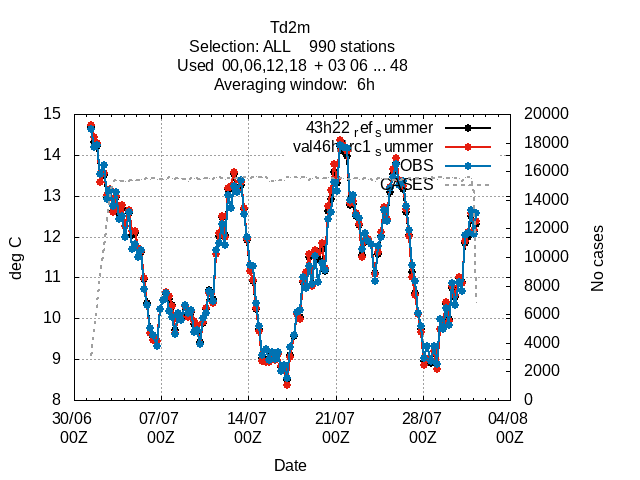 Td2m
Selection: ALL 990 stations
Used 00,06,12,18 + 03 06 ... 48
Averaging window: 6h
15 20000
43h22 ref summer 18000
val46h rc1 summer
14 16000
OBS
CASES
13 14000
12 12000
deg C No cases
11 10000
8000
10 6000
4000
9 2000
8 0
30/06 07/07 14/07 21/07 28/07 04/08
00Z 00Z 00Z 00Z 00Z 00Z
Date